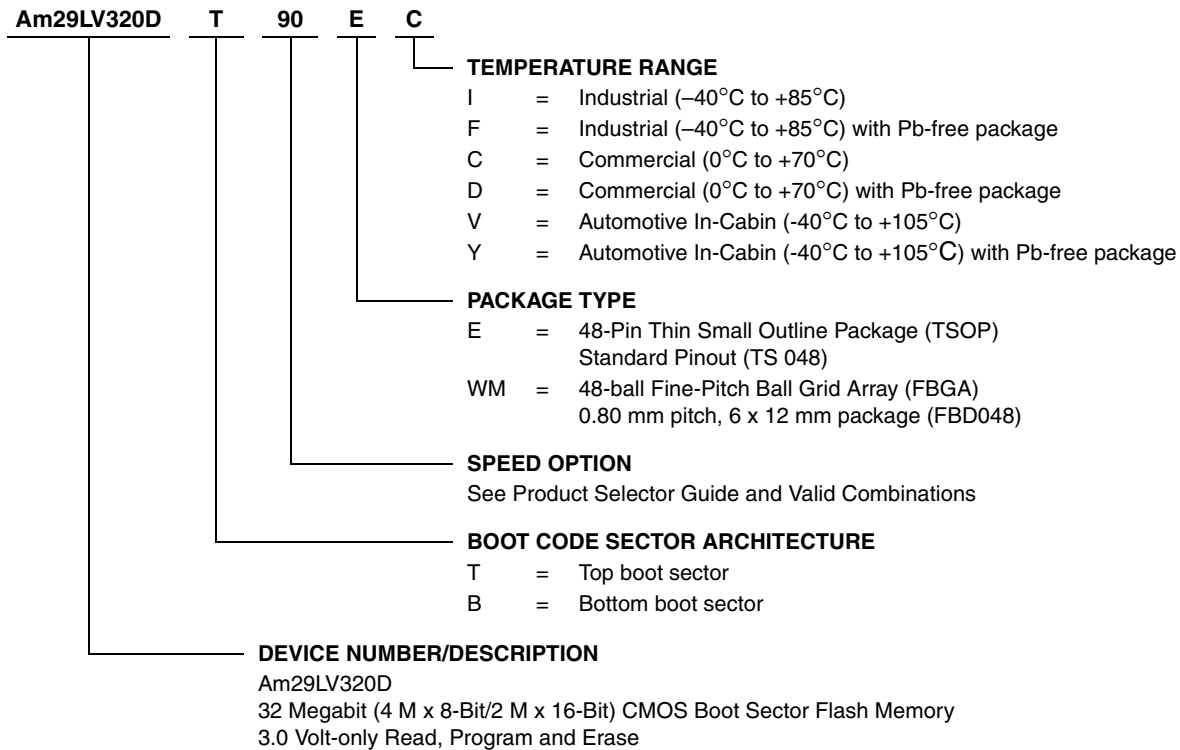 Am29LV320D T 90 E C
TEMPERATURE RANGE
I = Industrial (–40°C to +85°C)
F = Industrial (–40°C to +85°C) with Pb-free package
C = Commercial (0°C to +70°C)
D = Commercial (0°C to +70°C) with Pb-free package
V = Automotive In-Cabin (-40°C to +105°C)
Y = Automotive In-Cabin (-40°C to +105°C) with Pb-free package
PACKAGE TYPE
E = 48-Pin Thin Small Outline Package (TSOP)
Standard Pinout (TS 048)
WM = 48-ball Fine-Pitch Ball Grid Array (FBGA)
0.80 mm pitch, 6 x 12 mm package (FBD048)
SPEED OPTION
See Product Selector Guide and Valid Combinations
BOOT CODE SECTOR ARCHITECTURE
T = Top boot sector
B = Bottom boot sector
DEVICE NUMBER/DESCRIPTION
Am29LV320D
32 Megabit (4 M x 8-Bit/2 M x 16-Bit) CMOS Boot Sector Flash Memory
3.0 Volt-only Read, Program and Erase